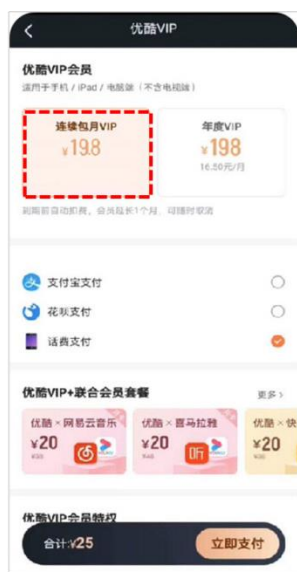 优酷VIP
优酷VIP会员
适用于手机 / iPad / 电脑端（不含电视端）
连续包月VIP
¥19.8
年度VIP
¥198
16.50元/月
到期前自动扣费，会员延长1个月，可随时取消
支付宝支付
花呗支付
话费支付
优酷VIP+联合会员套餐
更多>
优酷×网易云音乐
¥20
优酷×喜马拉雅
¥20
听
优酷×快
¥20
优酷VIP会员特权
合计:¥25
立即支付